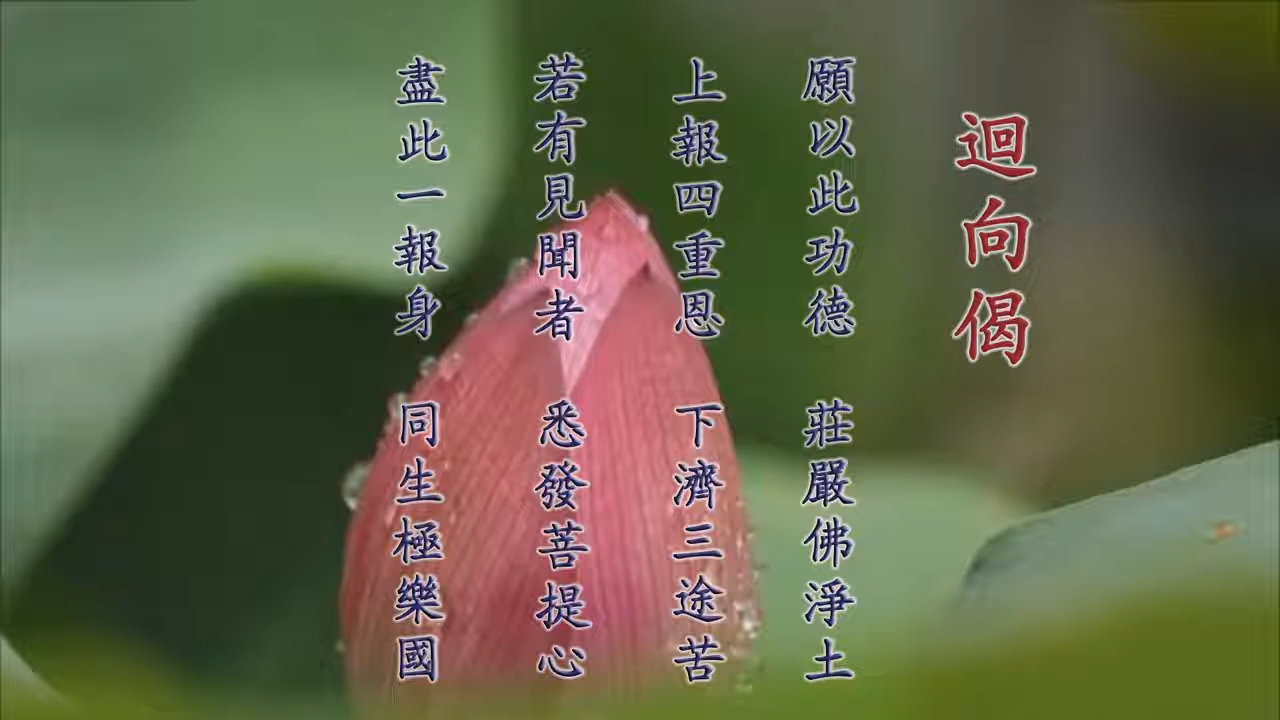 迴向偈
願以此功德　莊嚴佛淨土
上報四重恩　下濟三途苦
若有見聞者　悉發菩提心
盡此一報身　同生極樂國